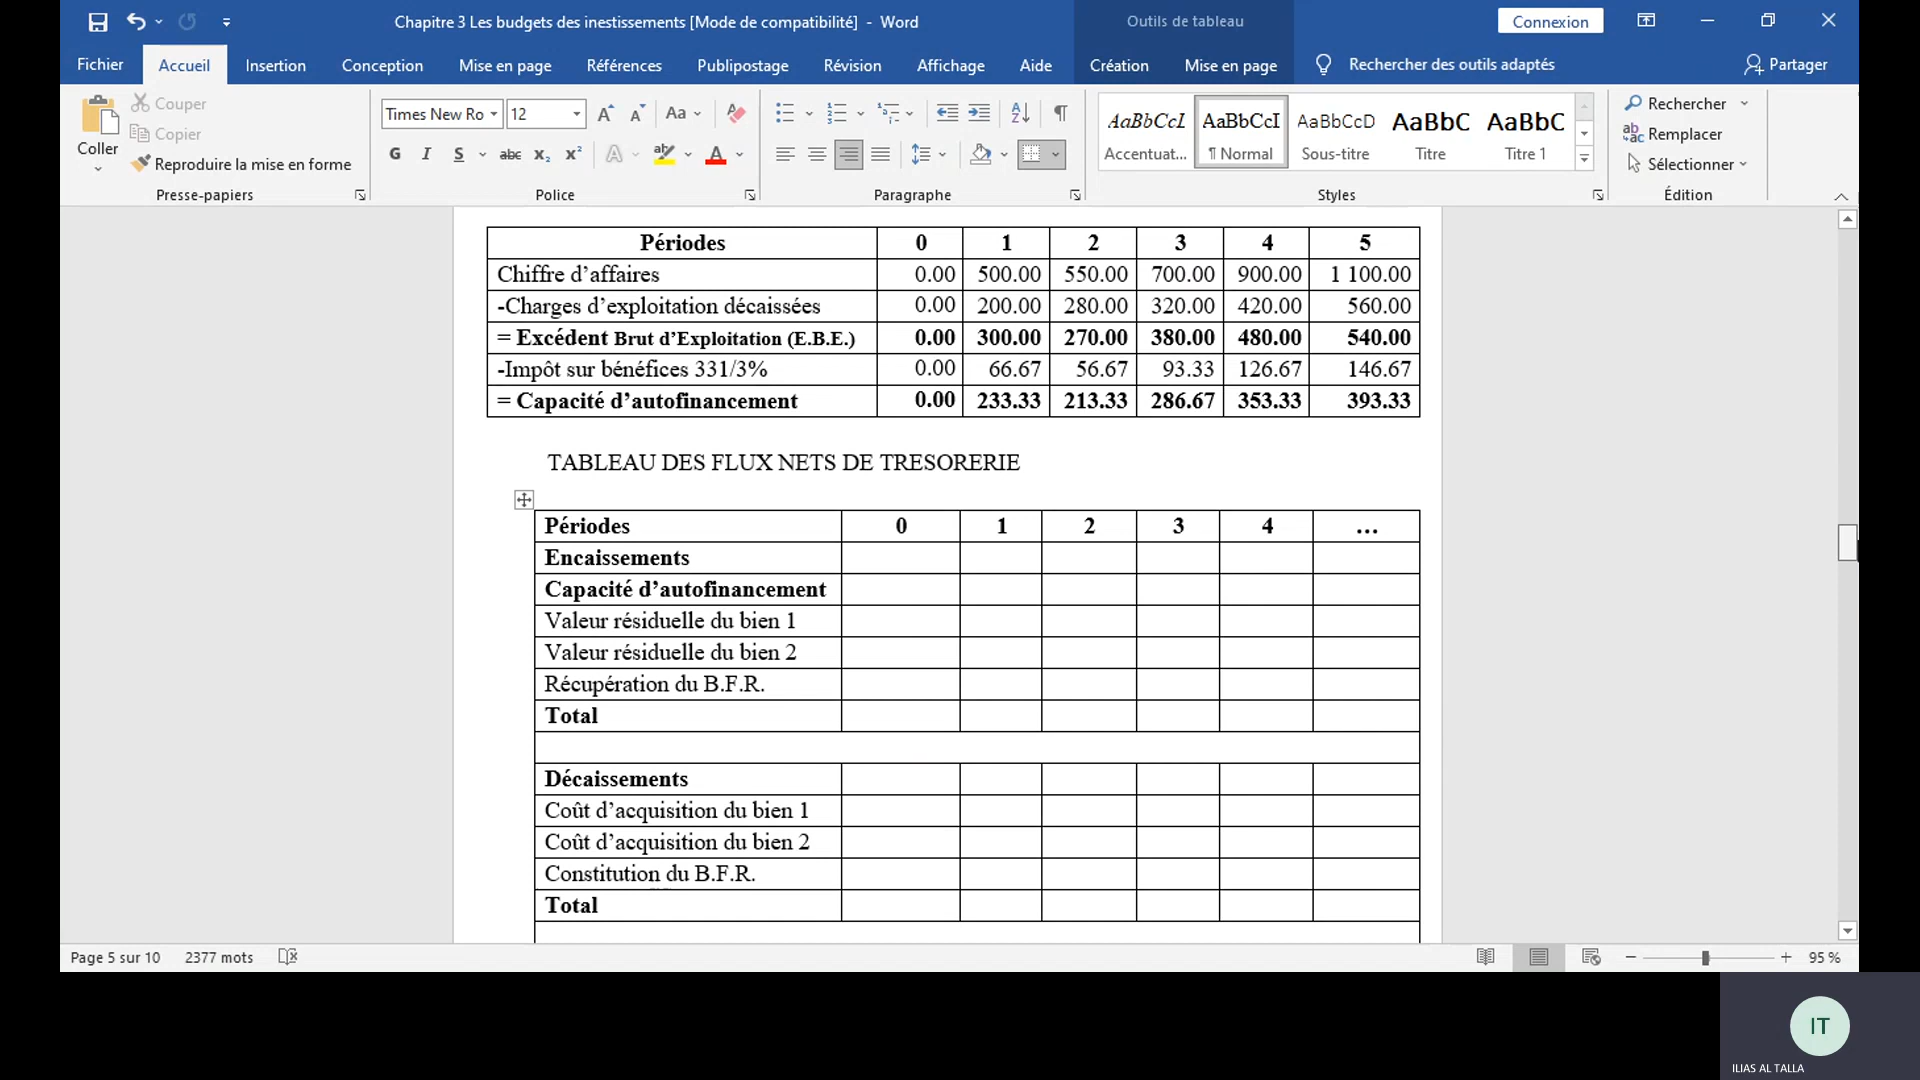 Chapitre 3 Les budgets des inestissements [Mode de compatibilité] - Word
Outils de tableau
Connexion
Fichier Accueil Insertion Conception Mise en page Références Publipostage Révision Affichage Aide Création Mise en page Rechercher des outils adaptés Partager
Coller
Couper
Copier
Reproduire la mise en forme
Presse-papiers
Times New Ro 12
G I S abc x₂ x²
Police
Paragraphe
AaBbCcI AaBbCcI AaBbCcD AaBbC AaBbC
Accentuat... ¶ Normal Sous-titre Titre Titre 1
Styles
Rechercher
Remplacer
Sélectionner
Édition
Périodes 0 1 2 3 4 5
Chiffre d’affaires 0.00 500.00 550.00 700.00 900.00 1 100.00
-Charges d’exploitation décaissées 0.00 200.00 280.00 320.00 420.00 560.00
= Excédent Brut d’Exploitation (E.B.E.) 0.00 300.00 270.00 380.00 480.00 540.00
-Impôt sur bénéfices 331/3% 0.00 66.67 56.67 93.33 126.67 146.67
= Capacité d’autofinancement 0.00 233.33 213.33 286.67 353.33 393.33
TABLEAU DES FLUX NETS DE TRESORERIE
Périodes 0 1 2 3 4 …
Encaissements
Capacité d’autofinancement
Valeur résiduelle du bien 1
Valeur résiduelle du bien 2
Récupération du B.F.R.
Total
Décaissements
Coût d’acquisition du bien 1
Coût d’acquisition du bien 2
Constitution du B.F.R.
Total
Page 5 sur 10 2377 mots 95 %
IT
ILIAS AL TALLA